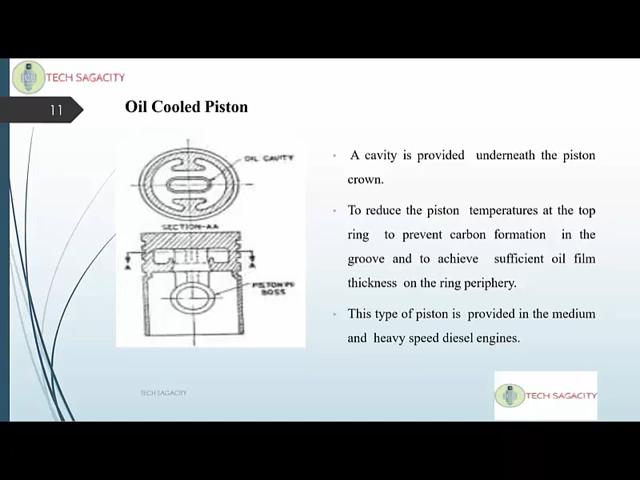 TECH SAGACITY
11
Oil Cooled Piston
OIL CAVITY
SECTION-AA
A
A
PISTON PI
BOSS
A cavity is provided underneath the piston
crown.
To reduce the piston temperatures at the top
ring to prevent carbon formation in the
groove and to achieve sufficient oil film
thickness on the ring periphery.
This type of piston is provided in the medium
and heavy speed diesel engines.
TECH SAGACITY
TECH SAGACITY